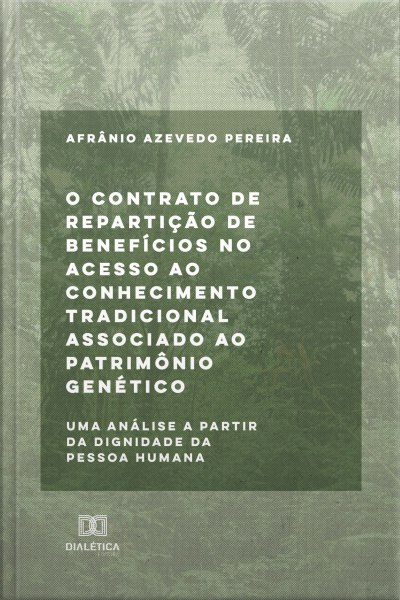 AFRÂNIO AZEVEDO PEREIRA
O CONTRATO DE
REPARTIÇÃO DE
BENEFÍCIOS NO
ACESSO AO
CONHECIMENTO
TRADICIONAL
ASSOCIADO AO
PATRIMÔNIO
GENÉTICO
UMA ANÁLISE A PARTIR
DA DIGNIDADE DA
PESSOA HUMANA
DIALÉTICA